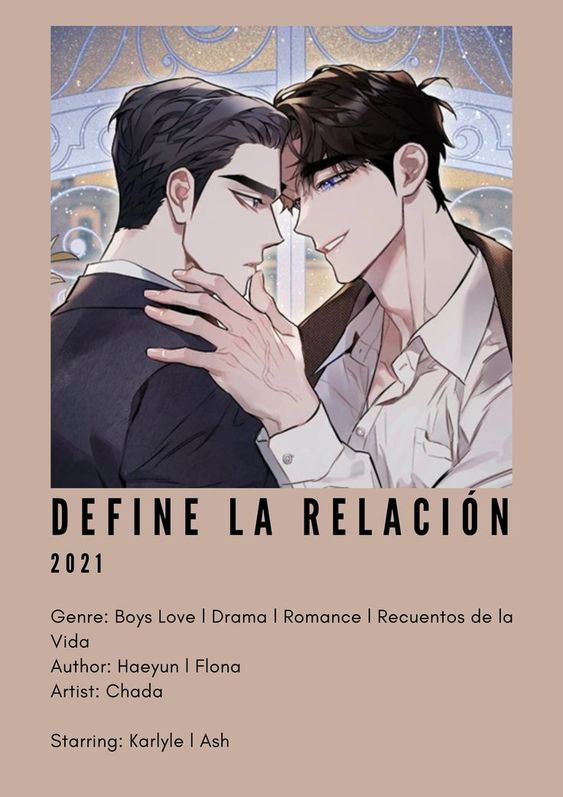 DEFINE LA RELACIÓN
2021
Genre: Boys Love | Drama | Romance | Recuentos de la
Vida
Author: Haeyun | Flona
Artist: Chada
Starring: Karlyle | Ash